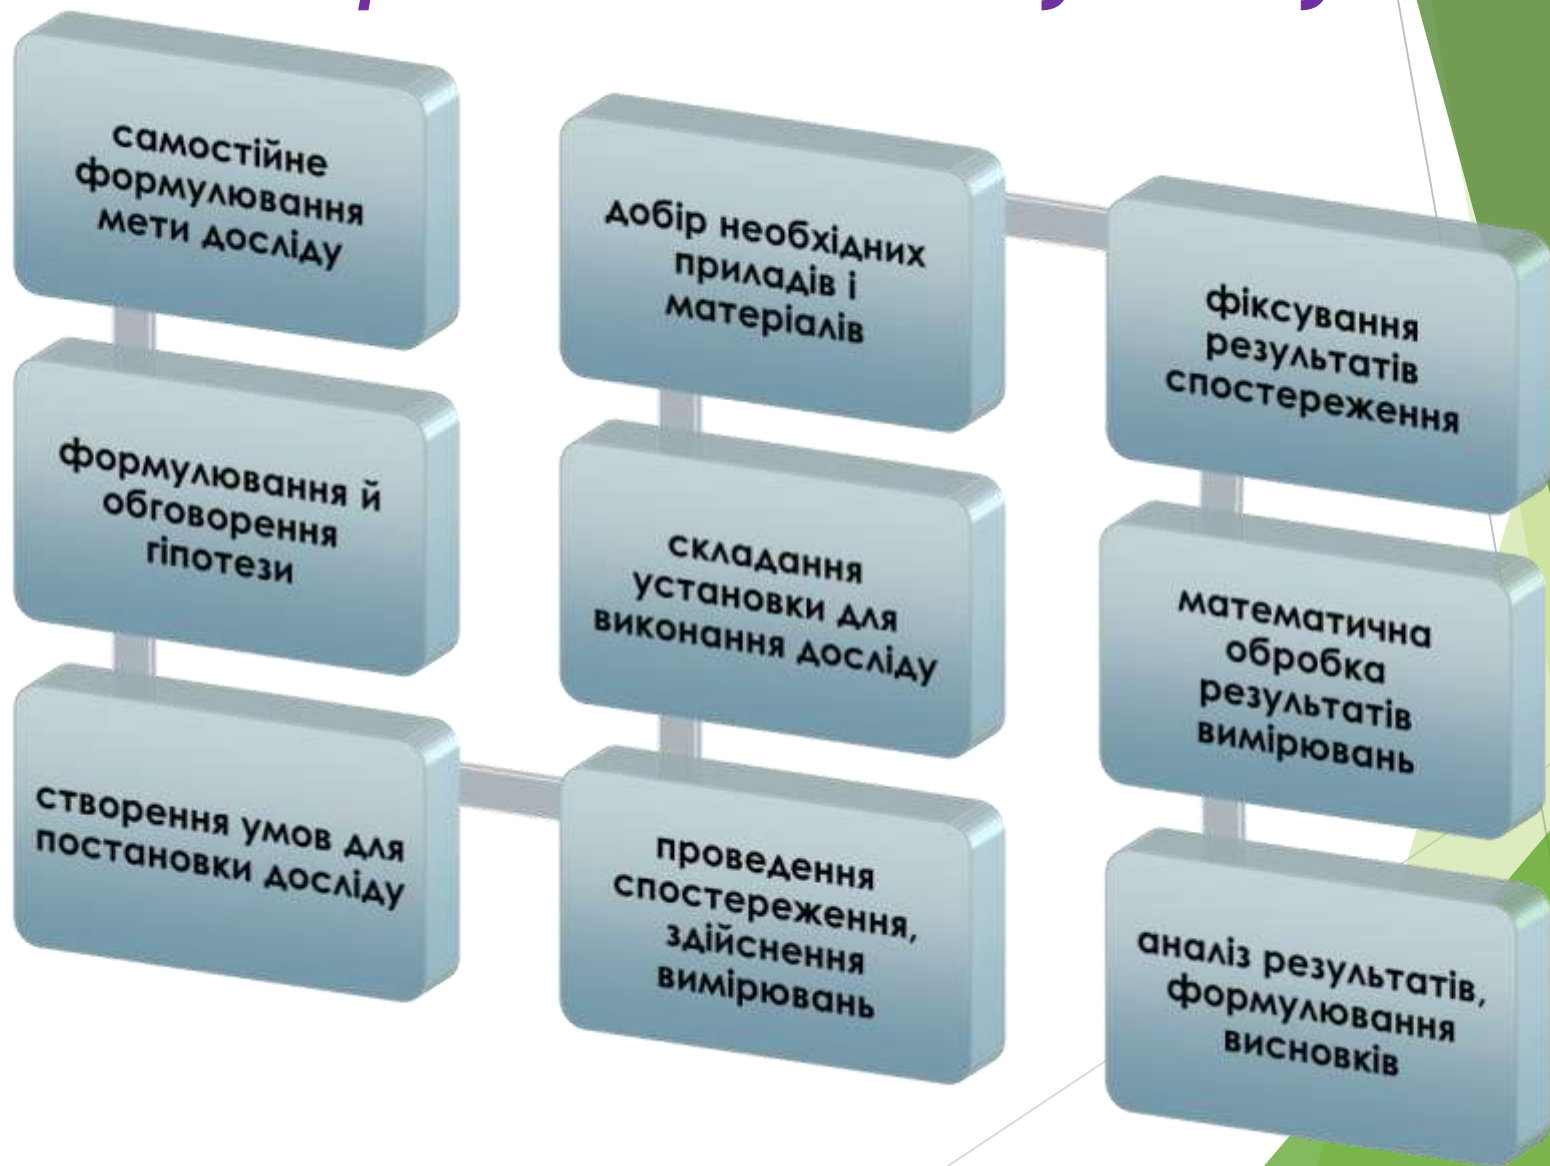 самостійне
формулювання
мети досліду
формулювання й
обговорення
гіпотези
створення умов для
постановки досліду
добір необхідних
приладів і
матеріалів
складання
установки для
виконання досліду
проведення
спостереження,
здійснення
вимірювань
фіксування
результатів
спостереження
математична
обробка
результатів
вимірювань
аналіз результатів,
формулювання
висновків